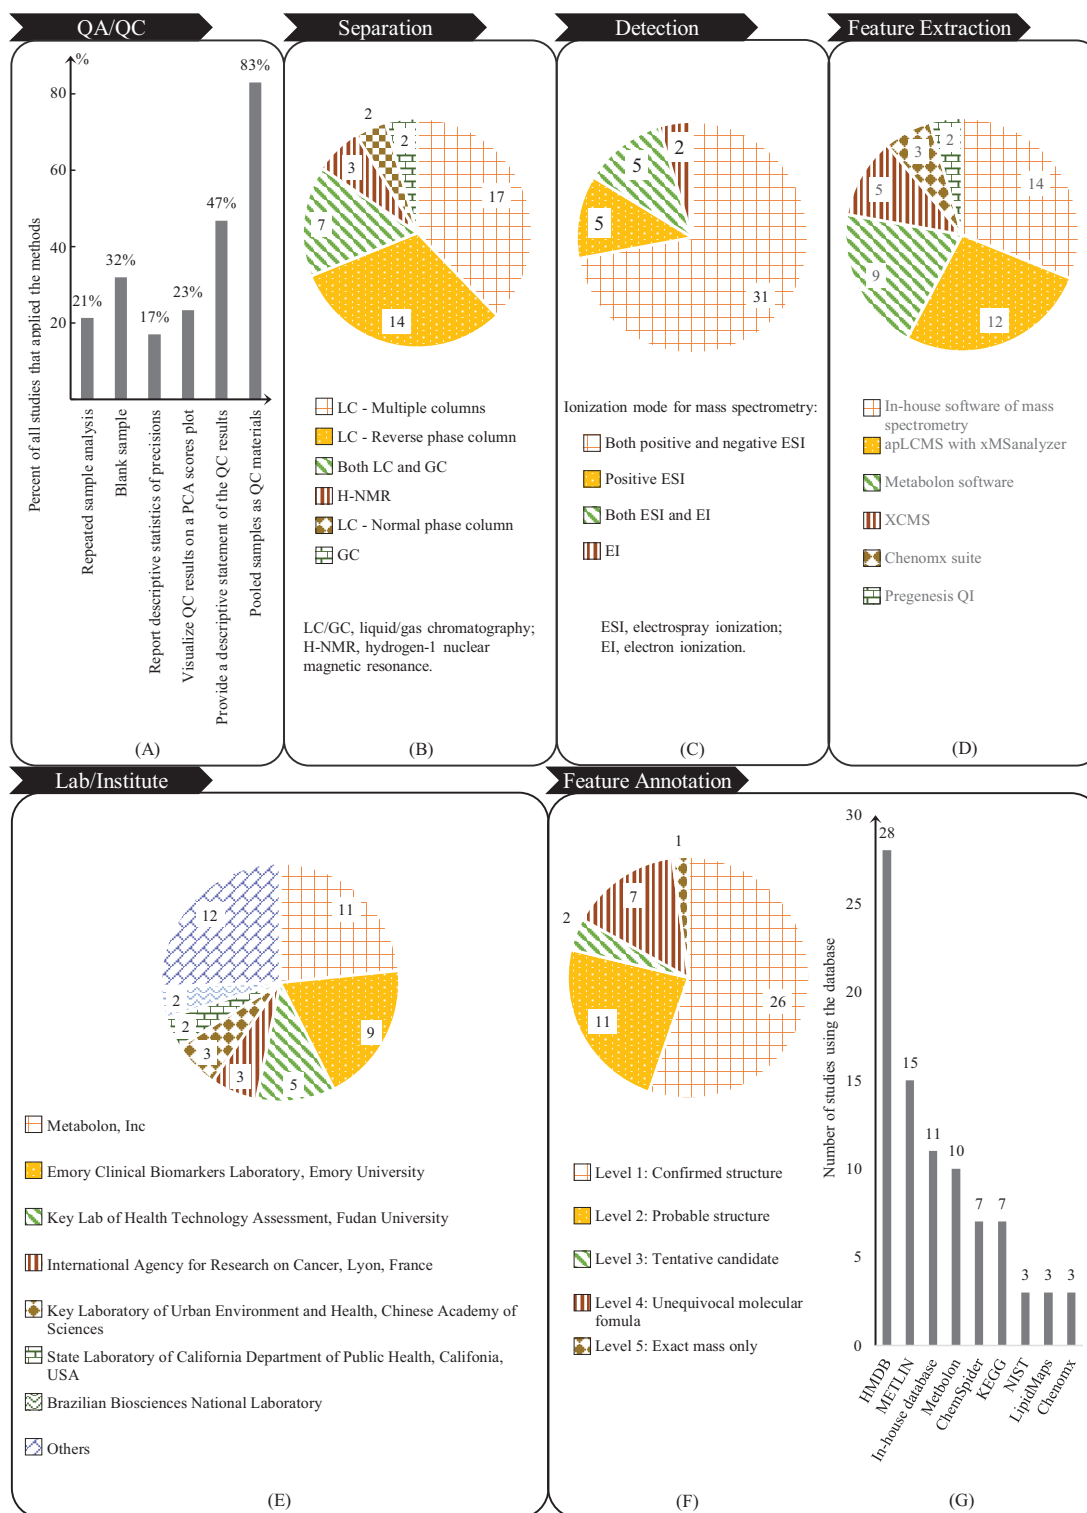 QA/QC
Separation
Detection
Feature Extraction
Percent of all studies that applied the methods
%
80
60
40
20
21%
32%
17%
23%
47%
83%
Repeated sample analysis
Blank sample
Report descriptive statistics of precisions
Visualize QC results on a PCA scores plot
Provide a descriptive statement of the QC results
Pooled samples as QC materials
(A)
2
2
3
17
7
14
LC - Multiple columns
LC - Reverse phase column
Both LC and GC
H-NMR
LC - Normal phase column
GC
LC/GC, liquid/gas chromatography;
H-NMR, hydrogen-1 nuclear
magnetic resonance.
(B)
2
5
5
31
Ionization mode for mass spectrometry:
Both positive and negative ESI
Positive ESI
Both ESI and EI
EI
ESI, electrospray ionization;
EI, electron ionization.
(C)
2
3
5
14
9
12
In-house software of mass
spectrometry
apLCMS with xMSanalyzer
Metabolon software
XCMS
Chenomx suite
Pregenesis QI
(D)
Lab/Institute
Feature Annotation
12
11
2
2
3
3
5
9
Metabolon, Inc
Emory Clinical Biomarkers Laboratory, Emory University
Key Lab of Health Technology Assessment, Fudan University
International Agency for Research on Cancer, Lyon, France
Key Laboratory of Urban Environment and Health, Chinese Academy of
Sciences
State Laboratory of California Department of Public Health, Califonia,
USA
Brazilian Biosciences National Laboratory
Others
(E)
1
7
2
26
11
Level 1: Confirmed structure
Level 2: Probable structure
Level 3: Tentative candidate
Level 4: Unequivocal molecular
fomula
Level 5: Exact mass only
(F)
Number of studies using the database
30
25
20
15
10
5
0
28
15
11
10
7
7
3
3
3
HMDB
METLIN
In-house database
Metbolon
ChemSpider
KEGG
NIST
LipidMaps
Chenomx
(G)